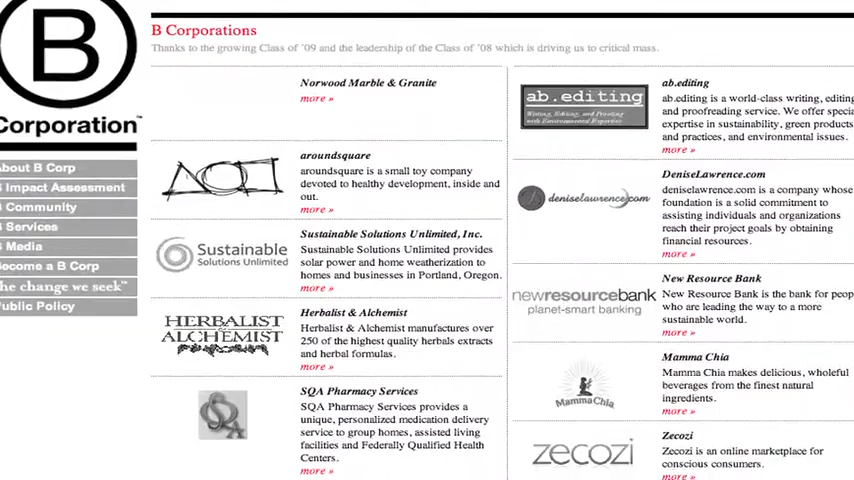 B
Corporation™
About B Corp
B Impact Assessment
B Community
B Services
B Media
Become a B Corp
the change we seek™
Public Policy
B Corporations
Thanks to the growing Class of '09 and the leadership of the Class of '08 which is driving us to critical mass.
Norwood Marble & Granite
more »
aroundsquare
aroundsquare is a small toy company
devoted to healthy development, inside and
out.
more »
Sustainable
Solutions Unlimited
Sustainable Solutions Unlimited, Inc.
Sustainable Solutions Unlimited provides
solar power and home weatherization to
homes and businesses in Portland, Oregon.
more »
HERBALIST
& ALCHEMIST
Herbalist & Alchemist
Herbalist & Alchemist manufactures over
250 of the highest quality herbals extracts
and herbal formulas.
more »
SQA
SQA Pharmacy Services
SQA Pharmacy Services provides a
unique, personalized medication delivery
service to group homes, assisted living
facilities and Federally Qualified Health
Centers.
more »
ab.editing
Writing, Editing, and Proofing
with Environmental Expertise
ab.editing
ab.editing is a world-class writing, editing
and proofreading service. We offer specia
expertise in sustainability, green products
and practices, and environmental issues.
more »
deniselawrence.com
DeniseLawrence.com
deniselawrence.com is a company whose
foundation is a solid commitment to
assisting individuals and organizations
reach their project goals by obtaining
financial resources.
more »
newresourcebank
planet-smart banking
New Resource Bank
New Resource Bank is the bank for peop
who are leading the way to a more
sustainable world.
more »
MammaChia
Mamma Chia
Mamma Chia makes delicious, wholeful
beverages from the finest natural
ingredients.
more »
zecozi
Zecozi
Zecozi is an online marketplace for
conscious consumers.
more »